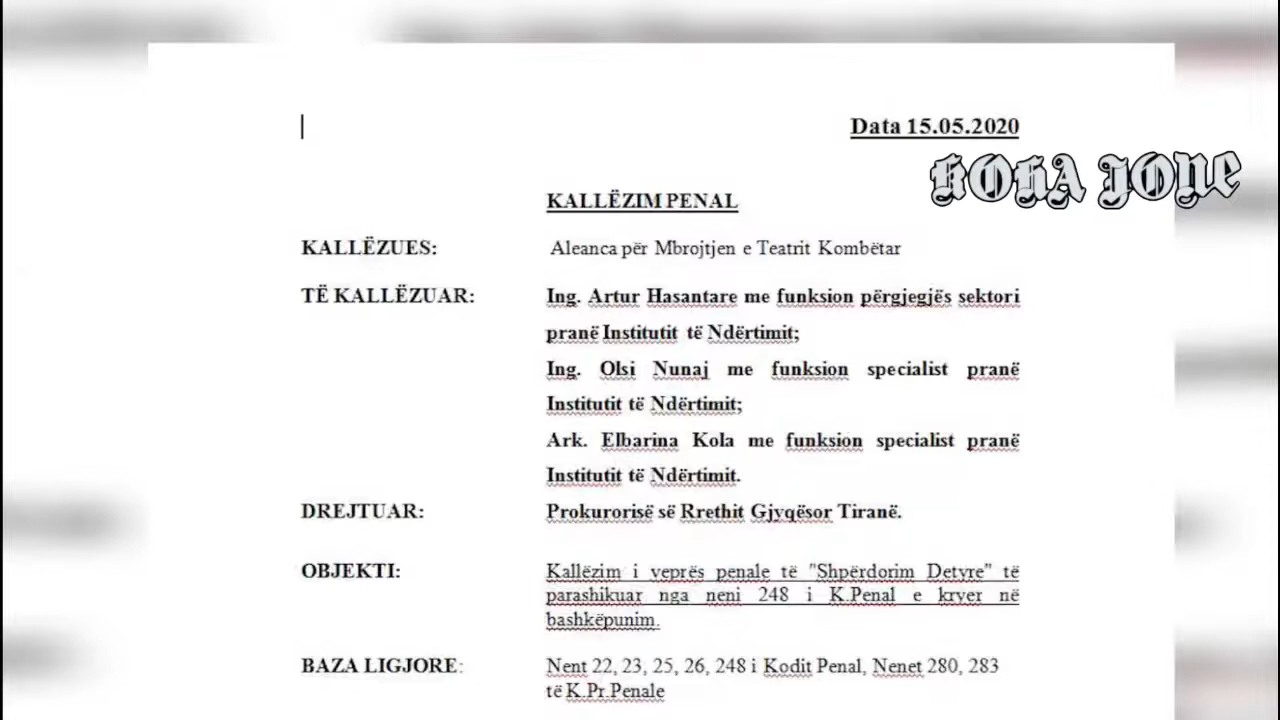 Data 15.05.2020
KOHA JONE
KALLËZIM PENAL
KALLËZUES: Aleanca për Mbrojtjen e Teatrit Kombëtar
TË KALLËZUAR: Ing. Artur Hasantare me funksion përgjegjës sektori
pranë Institutit të Ndërtimit;
Ing. Olsi Nunaj me funksion specialist pranë
Institutit të Ndërtimit;
Ark. Elbarina Kola me funksion specialist pranë
Institutit të Ndërtimit.
DREJTUAR: Prokurorisë së Rrethit Gjyqësor Tiranë.
OBJEKTI: Kallëzim i veprës penale të "Shpërdorim Detyre" të
parashikuar nga neni 248 i K.Penal e kryer në
bashkëpunim.
BAZA LIGJORE: Nent 22, 23, 25, 26, 248 i Kodit Penal, Nenet 280, 283
të K.Pr.Penale